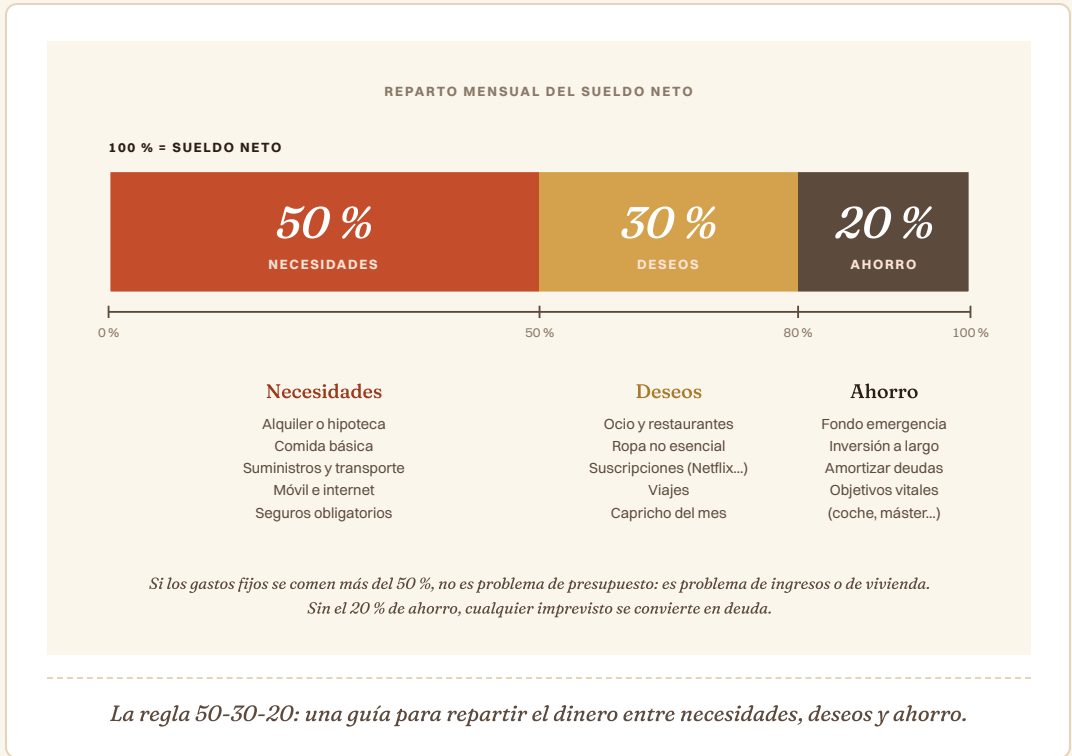 REPARTO MENSUAL DEL SUELDO NETO
100 % = SUELDO NETO
50 %
NECESIDADES
30 %
DESEOS
20 %
AHORRO
0 %
50 %
80 %
100 %
Necesidades
Alquiler o hipoteca
Comida básica
Suministros y transporte
Móvil e internet
Seguros obligatorios
Deseos
Ocio y restaurantes
Ropa no esencial
Suscripciones (Netflix...)
Viajes
Capricho del mes
Ahorro
Fondo emergencia
Inversión a largo
Amortizar deudas
Objetivos vitales
(coche, máster...)
Si los gastos fijos se comen más del 50 %, no es problema de presupuesto: es problema de ingresos o de vivienda.
Sin el 20 % de ahorro, cualquier imprevisto se convierte en deuda.
La regla 50-30-20: una guía para repartir el dinero entre necesidades, deseos y ahorro.